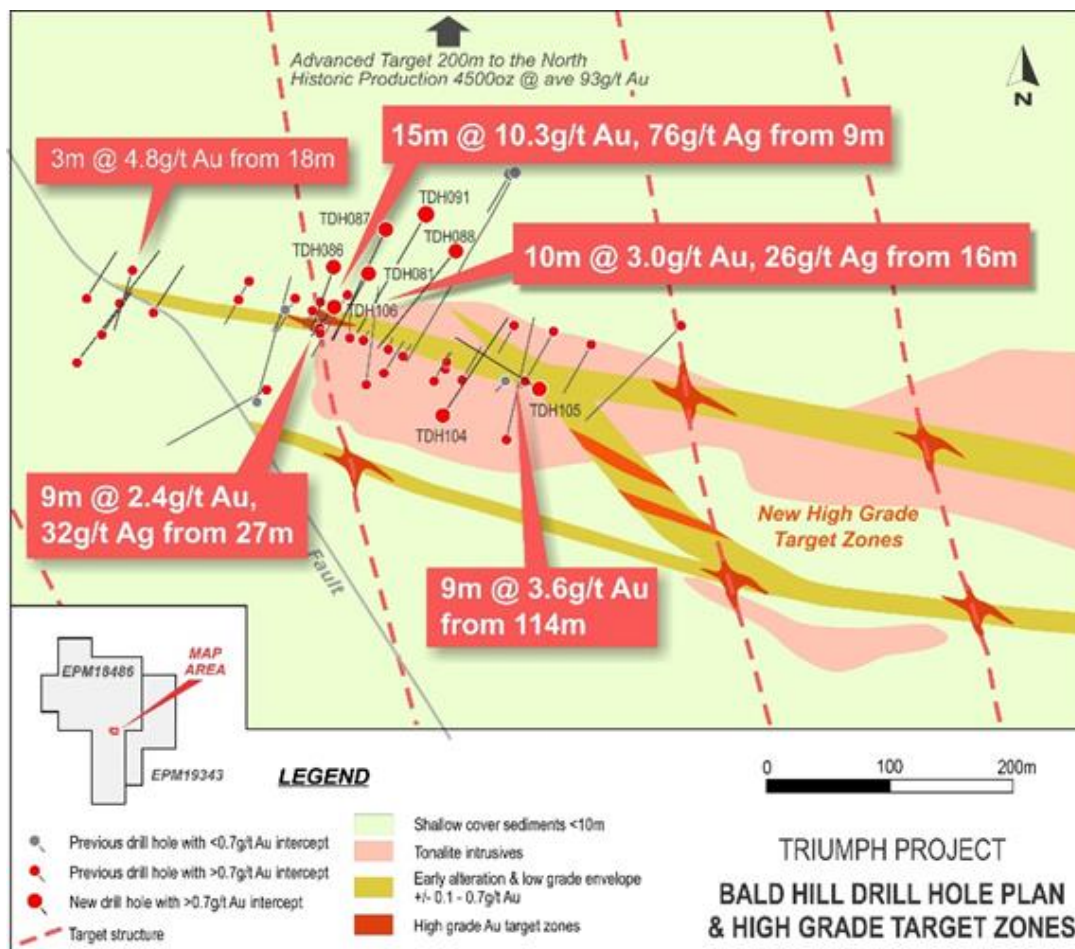 Advanced Target 200m to the North
Historic Production 4500oz @ ave 93g/t Au
N
15m @ 10.3g/t Au, 76g/t Ag from 9m
3m @ 4.8g/t Au from 18m
TDH091
TDH087
TDH088
TDH086
TDH081
10m @ 3.0g/t Au, 26g/t Ag from 16m
TDH106
TDH105
TDH104
9m @ 2.4g/t Au,
32g/t Ag from 27m
New High Grade
Target Zones
Fault
9m @ 3.6g/t Au
from 114m
MAP
AREA
EPM18486
EPM19343
LEGEND
Previous drill hole with <0.7g/t Au intercept
Previous drill hole with >0.7g/t Au intercept
New drill hole with >0.7g/t Au intercept
Target structure
Shallow cover sediments <10m
Tonalite intrusives
Early alteration & low grade envelope
+/- 0.1 - 0.7g/t Au
High grade Au target zones
0 100 200m
TRIUMPH PROJECT
BALD HILL DRILL HOLE PLAN
& HIGH GRADE TARGET ZONES